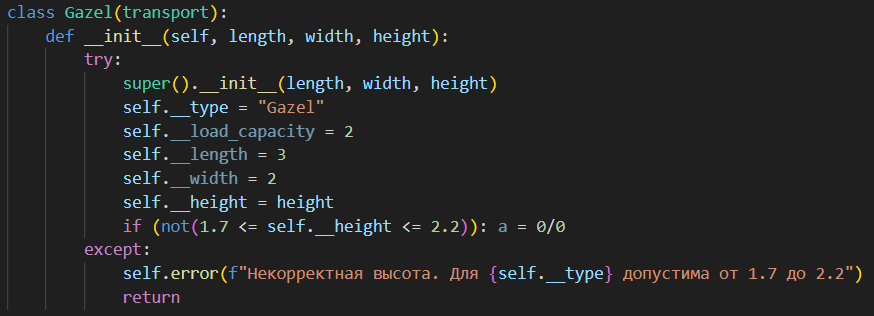 class Gazel(transport):
    def __init__(self, length, width, height):
        try:
            super().__init__(length, width, height)
            self.__type = "Gazel"
            self.__load_capacity = 2
            self.__length = 3
            self.__width = 2
            self.__height = height
            if (not(1.7 <= self.__height <= 2.2)): a = 0/0
        except:
            self.error(f"Некорректная высота. Для {self.__type} допустима от 1.7 до 2.2")
            return